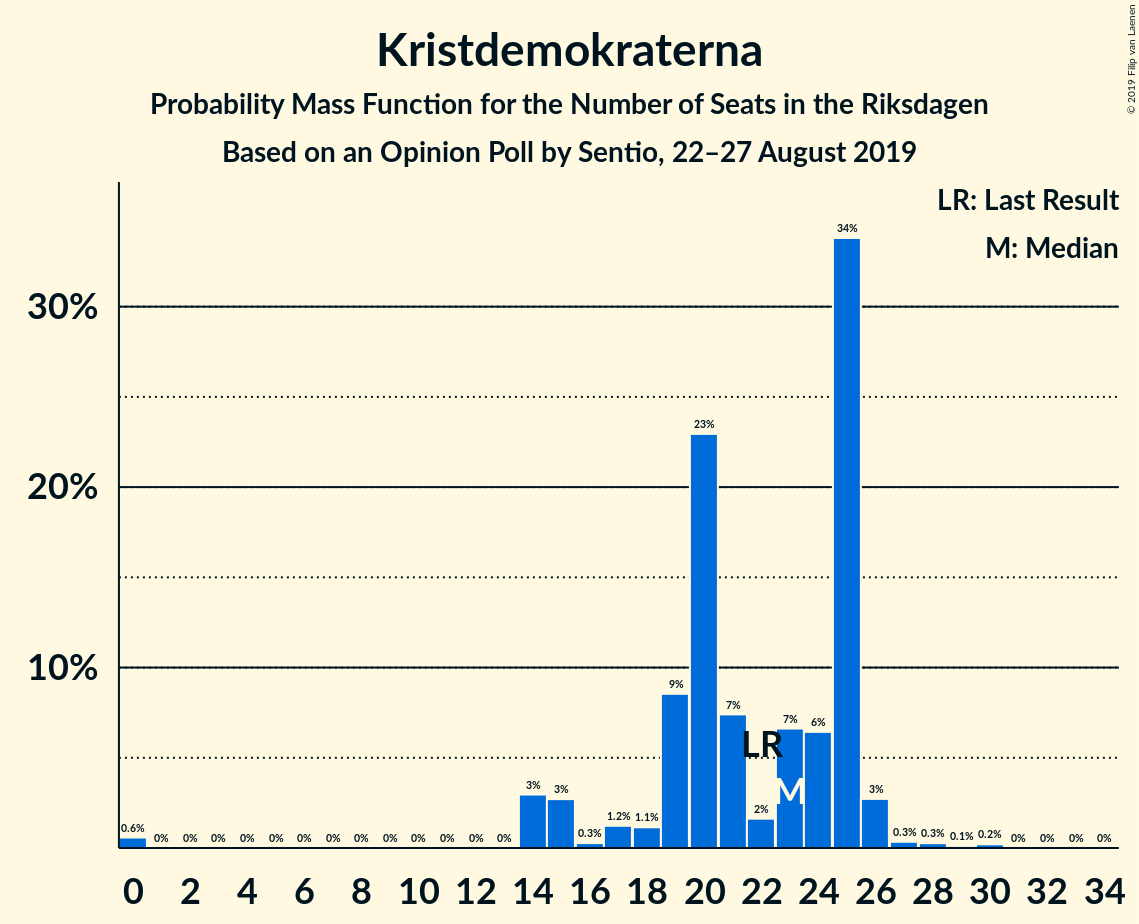 © 2019 Filip van Laenen
Kristdemokraterna
Probability Mass Function for the Number of Seats in the Riksdagen
Based on an Opinion Poll by Sentio, 22–27 August 2019
LR: Last Result
M: Median
30%
20%
10%
0.6% 0% 0% 0% 0% 0% 0% 0% 0% 0% 0% 0% 0% 0% 3% 3% 0.3% 1.2% 1.1% 9% 23% 7% 2% 7% 6% 34% 3% 0.3% 0.3% 0.1% 0.2% 0% 0% 0% 0%
LR
M
0 2 4 6 8 10 12 14 16 18 20 22 24 26 28 30 32 34